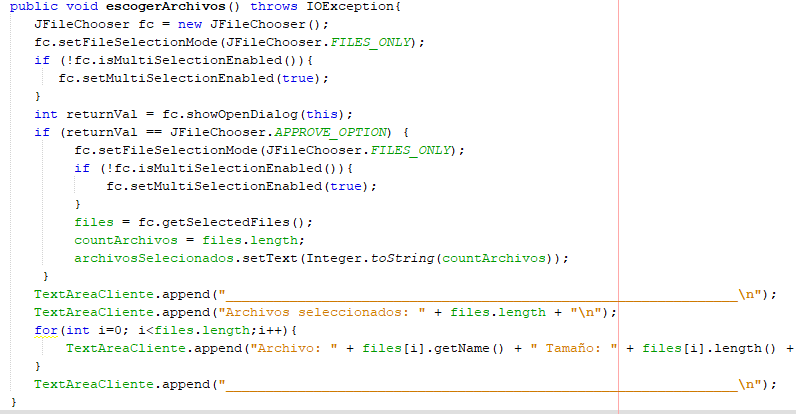 public void escogerArchivos() throws IOException{
JFileChooser fc = new JFileChooser();
fc.setFileSelectionMode(JFileChooser.FILES_ONLY);
if (!fc.isMultiSelectionEnabled()){
fc.setMultiSelectionEnabled(true);
}
int returnVal = fc.showOpenDialog(this);
if (returnVal == JFileChooser.APPROVE_OPTION) {
fc.setFileSelectionMode(JFileChooser.FILES_ONLY);
if (!fc.isMultiSelectionEnabled()){
fc.setMultiSelectionEnabled(true);
}
files = fc.getSelectedFiles();
countArchivos = files.length;
archivosSelecionados.setText(Integer.toString(countArchivos));
}
TextAreaCliente.append("________________________________________________________________\n");
TextAreaCliente.append("Archivos seleccionados: " + files.length + "\n");
for(int i=0; i<files.length;i++){
TextAreaCliente.append("Archivo: " + files[i].getName() + " Tamaño: " + files[i].length() +
}
TextAreaCliente.append("________________________________________________________________\n");
}